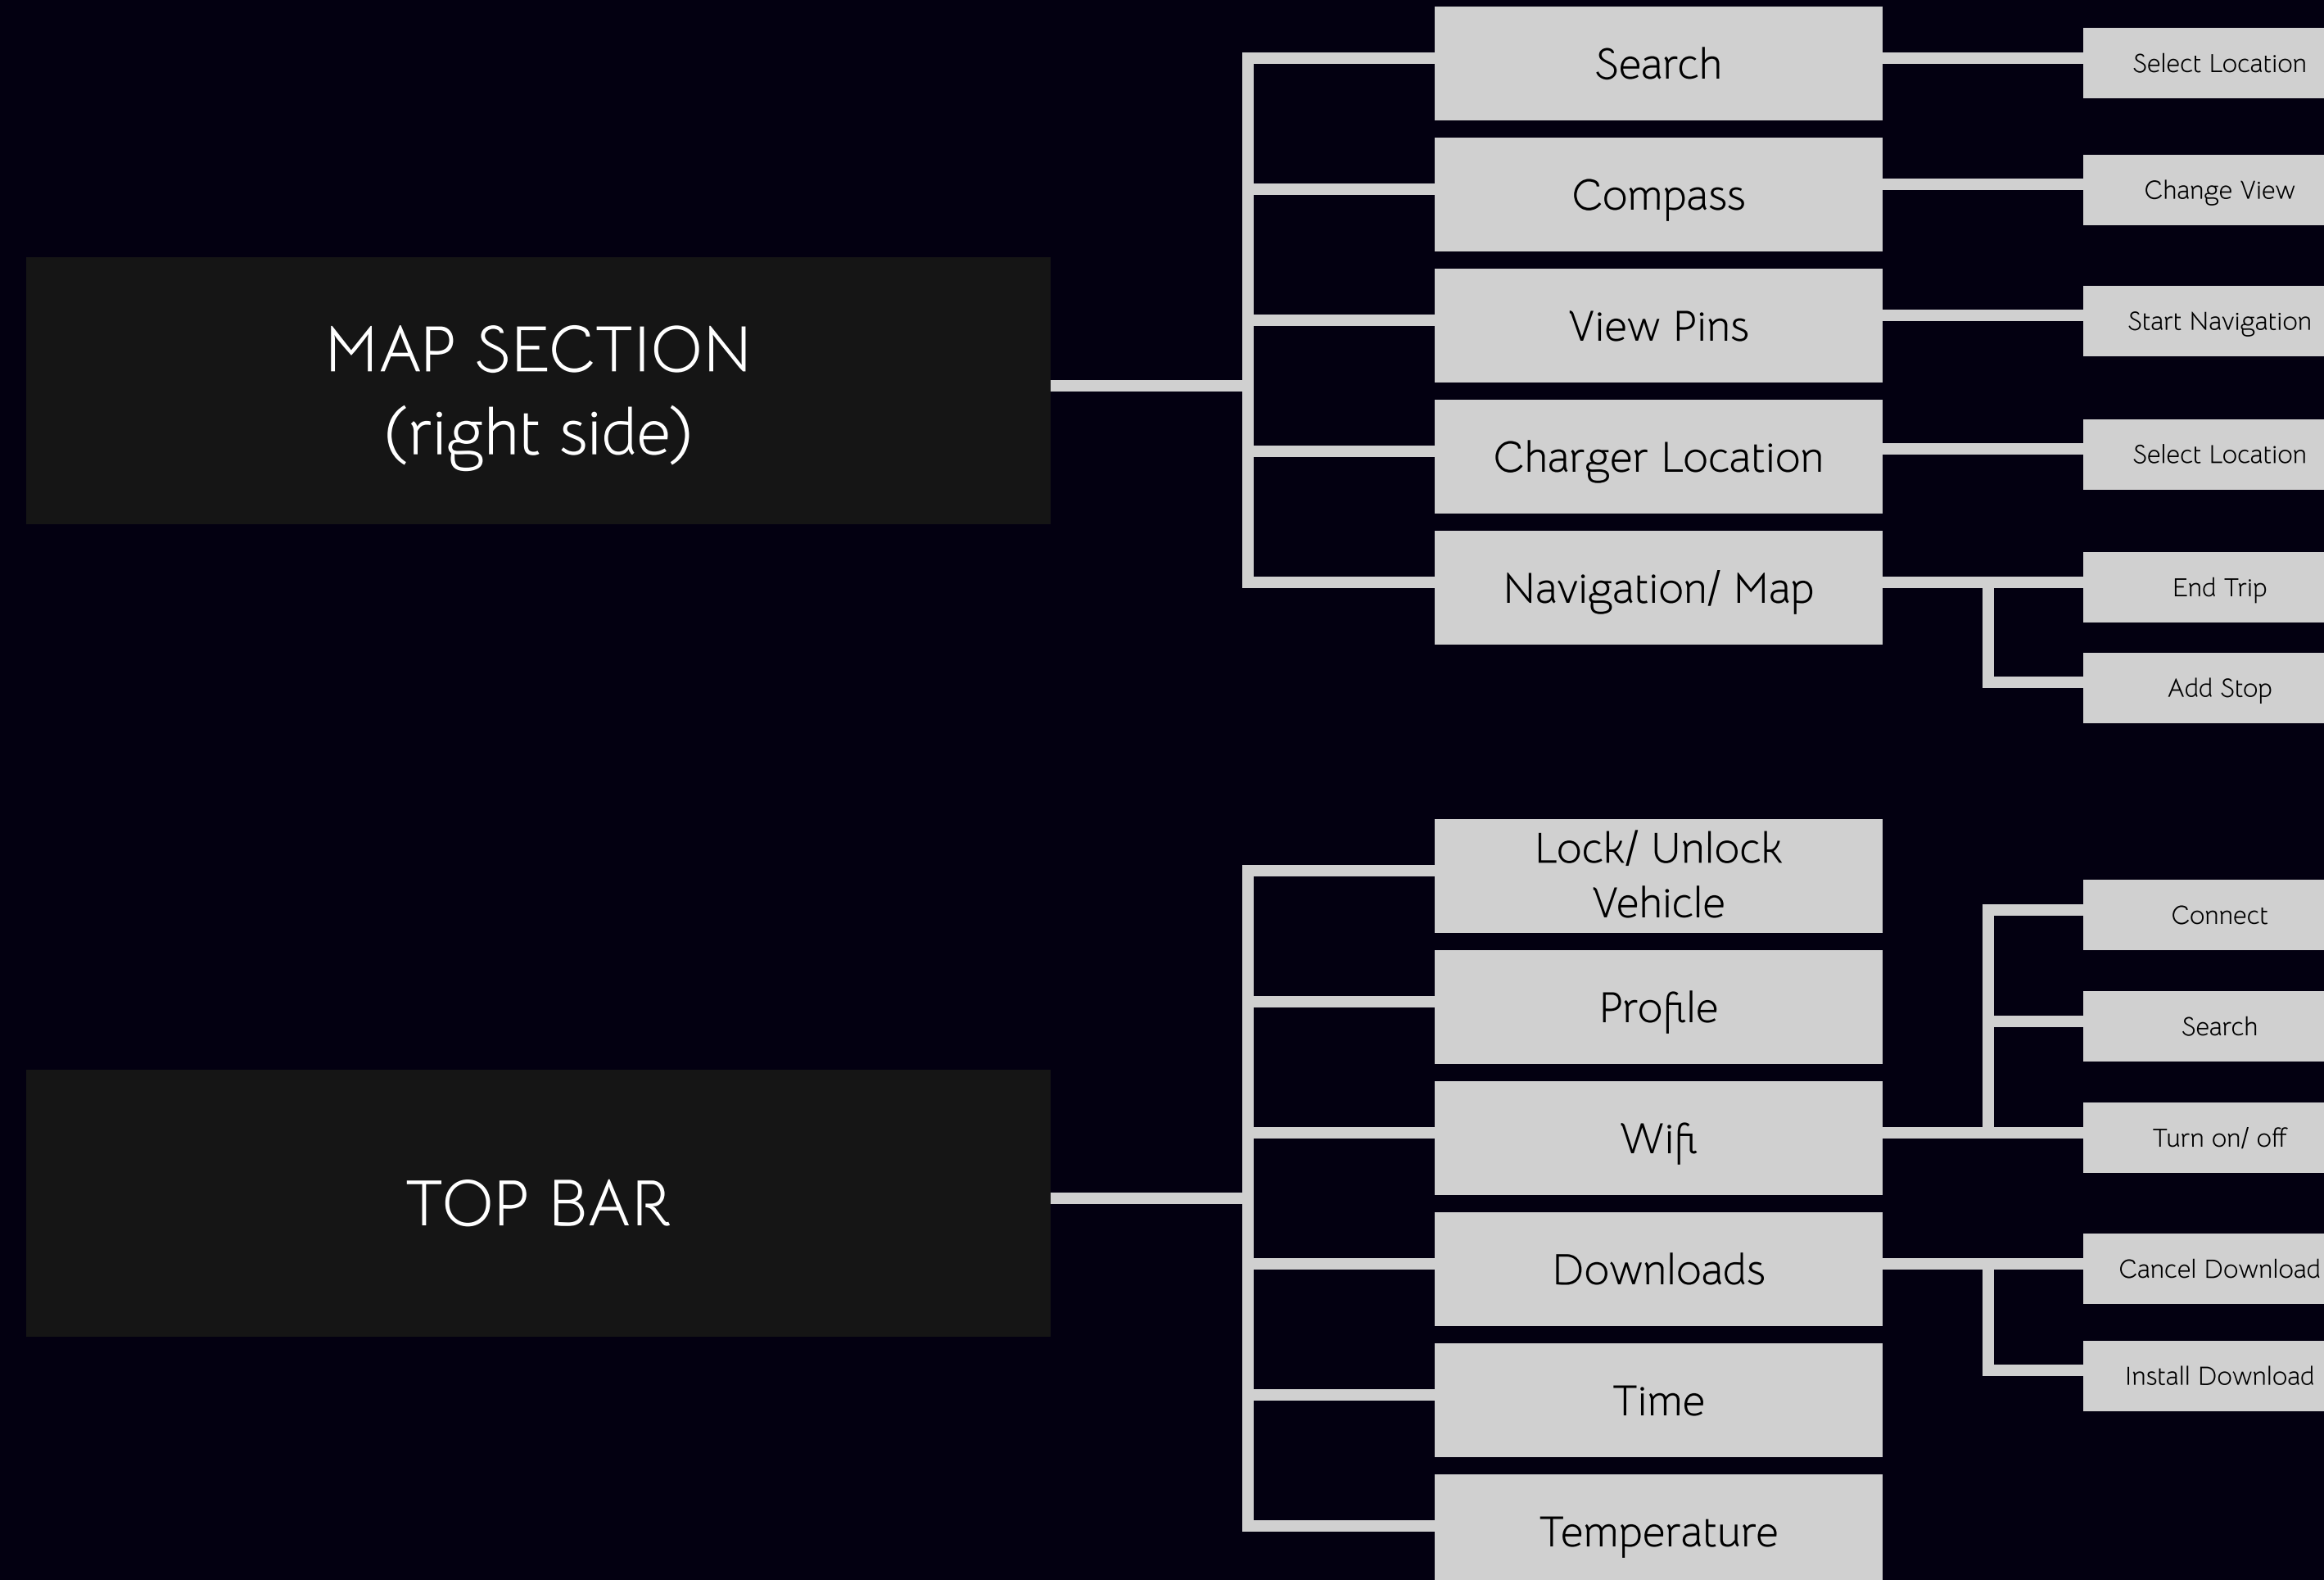 MAP SECTION
(right side)
Search
Select Location
Compass
Change View
View Pins
Start Navigation
Charger Location
Select Location
Navigation/ Map
End Trip
Add Stop
TOP BAR
Lock/ Unlock
Vehicle
Profile
Wifi
Connect
Search
Turn on/ off
Downloads
Cancel Download
Install Download
Time
Temperature